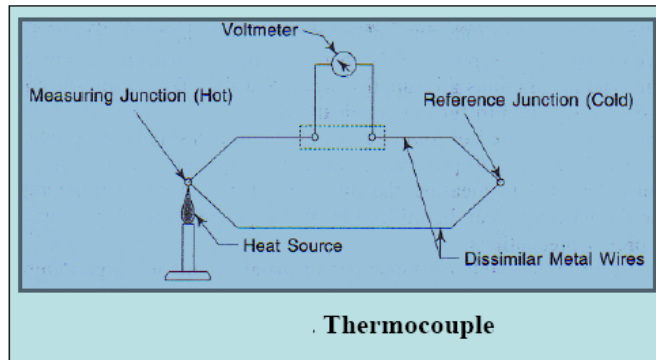 Voltmeter
Measuring Junction (Hot)
Reference Junction (Cold)
Heat Source
Dissimilar Metal Wires
. Thermocouple